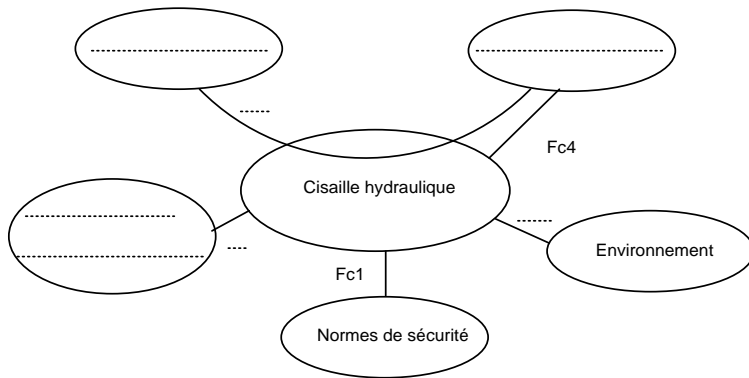 Cisaille hydraulique
Fc4
Environnement
Fc1
Normes de sécurité